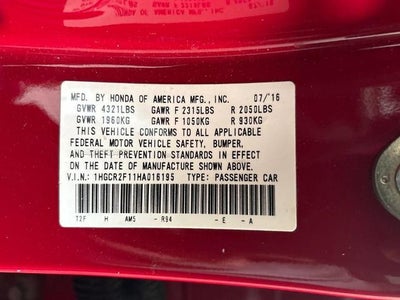 MFD. BY HONDA OF AMERICA MFG., INC. 07/'16
GVWR 4321LBS GAWR F 2315LBS R 2050LBS
GVWR 1960KG GAWR F 1050KG R 930KG
THIS VEHICLE CONFORMS TO ALL APPLICABLE
FEDERAL MOTOR VEHICLE SAFETY, BUMPER,
AND THEFT PREVENTION STANDARDS IN EFFECT
ON THE DATE OF MANUFACTURE SHOWN ABOVE.
V.I.N.: 1HGCR2F11HA016195 TYPE: PASSENGER CAR
T2F H AM5 - R94 - E - A